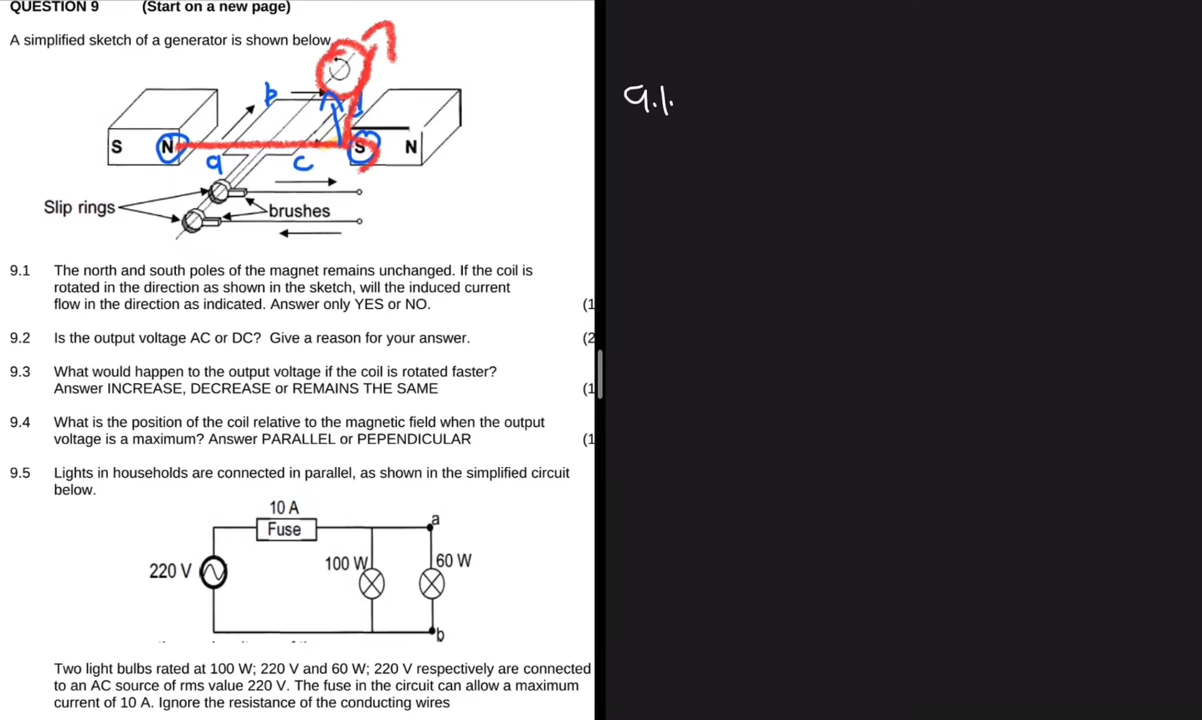 QUESTION 9 (Start on a new page)
A simplified sketch of a generator is shown below
b
S N S N
a c
Slip rings brushes
9.1.
9.1 The north and south poles of the magnet remains unchanged. If the coil is
rotated in the direction as shown in the sketch, will the induced current
flow in the direction as indicated. Answer only YES or NO. (1
9.2 Is the output voltage AC or DC? Give a reason for your answer. (2
9.3 What would happen to the output voltage if the coil is rotated faster?
Answer INCREASE, DECREASE or REMAINS THE SAME (1
9.4 What is the position of the coil relative to the magnetic field when the output
voltage is a maximum? Answer PARALLEL or PEPENDICULAR (1
9.5 Lights in households are connected in parallel, as shown in the simplified circuit
below.
10 A
Fuse
a
220 V 100 W 60 W
b
Two light bulbs rated at 100 W; 220 V and 60 W; 220 V respectively are connected
to an AC source of rms value 220 V. The fuse in the circuit can allow a maximum
current of 10 A. Ignore the resistance of the conducting wires